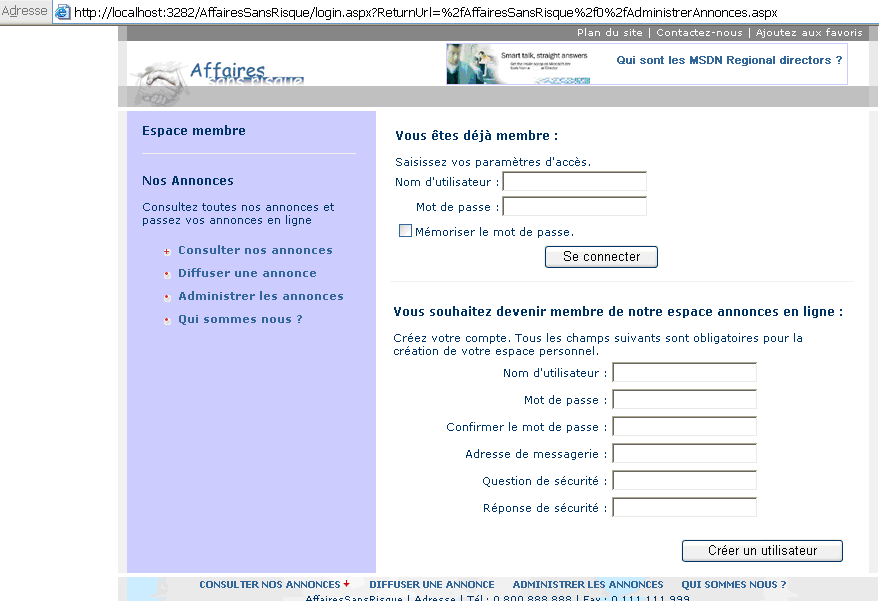 Adresse http://localhost:3282/AffairesSansRisque/login.aspx?ReturnUrl=%2fAffairesSansRisque%2f0%2fAdministrerAnnonces.aspx
Plan du site | Contactez-nous | Ajoutez aux favoris
Affaires
sans risque
Smart talk, straight answers
Qui sont les MSDN Regional directors ?
Espace membre
Nos Annonces
Consultez toutes nos annonces et
passez vos annonces en ligne
Consulter nos annonces
Diffuser une annonce
Administrer les annonces
Qui sommes nous ?
Vous êtes déjà membre :
Saisissez vos paramètres d'accès.
Nom d'utilisateur :
Mot de passe :
Mémoriser le mot de passe.
Se connecter
Vous souhaitez devenir membre de notre espace annonces en ligne :
Créez votre compte. Tous les champs suivants sont obligatoires pour la
création de votre espace personnel.
Nom d'utilisateur :
Mot de passe :
Confirmer le mot de passe :
Adresse de messagerie :
Question de sécurité :
Réponse de sécurité :
Créer un utilisateur
CONSULTER NOS ANNONCES DIFFUSER UNE ANNONCE ADMINISTRER LES ANNONCES QUI SOMMES NOUS ?
AffairesSansRisque | Adresse | Tél : 0 800 888 888 | Fax : 0 111 111 999